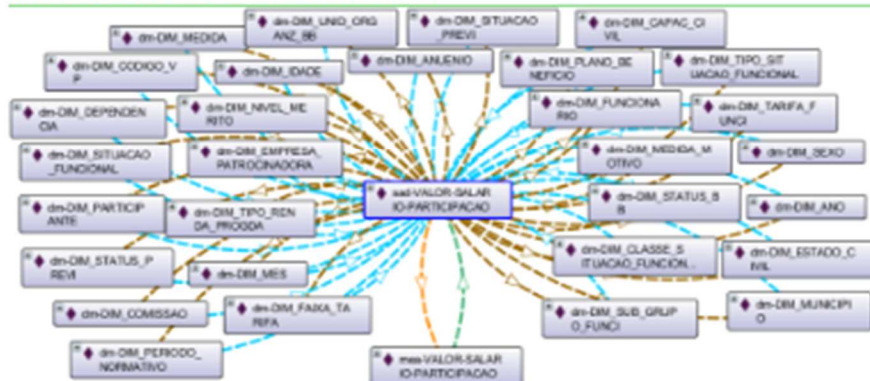 dm-DIM_MEDIDA
dm-DIM_UNID_ORG
ANZ_BB
dm-DIM_SITUACAO
_PREVI
dm-DIM_CAPAC_CI
VIL
dm-DIM_CODIGO_V
P
dm-DIM_IDADE
dm-DIM_ANUENIO
dm-DIM_PLANO_BE
NEFICIO
dm-DIM_TIPO_SIT
UACAO_FUNCIONAL
dm-DIM_DEPENDEN
CIA
dm-DIM_NIVEL_ME
RITO
dm-DIM_FUNCIONA
RIO
dm-DIM_TARIFA_F
UNCI
dm-DIM_SITUACAO
_FUNCIONAL
dm-DIM_EMPRESA_
PATROCINADORA
dm-DIM_MEDIDA_M
OTIVO
dm-DIM_SEXO
dm-DIM_PARTICIP
ANTE
dm-DIM_TIPO_REN
DA_PROGDA
sad-VALOR-SALAR
IO-PARTICIPACAO
dm-DIM_STATUS_B
B
dm-DIM_ANO
dm-DIM_STATUS_P
REVI
dm-DIM_MES
dm-DIM_CLASSE_S
ITUACAO_FUNCION...
dm-DIM_ESTADO_C
IVIL
dm-DIM_COMISSAO
dm-DIM_FAIXA_TA
RIFA
dm-DIM_SUB_GRUP
O_FUNCI
dm-DIM_MUNICIPI
O
dm-DIM_PERIODO_
NORMATIVO
mea-VALOR-SALAR
IO-PARTICIPACAO